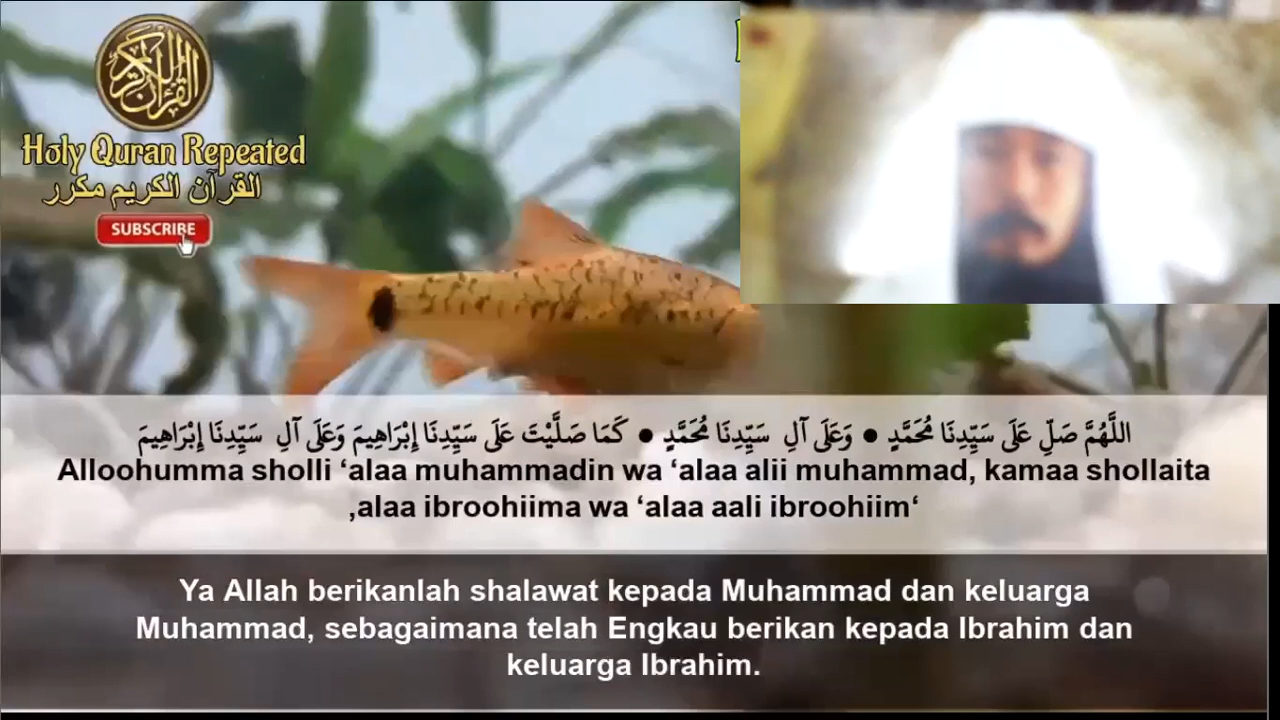 Holy Quran Repeated
القرآن الكريم مكرر
SUBSCRIBE
اللَّهُمَّ صَلِّ عَلَى سَيِّدِنَا مُحَمَّدٍ ● وَعَلَى آلِ سَيِّدِنَا مُحَمَّدٍ ● كَمَا صَلَّيْتَ عَلَى سَيِّدِنَا إِبْرَاهِيمَ وَعَلَى آلِ سَيِّدِنَا إِبْرَاهِيمَ
Alloohumma sholli ‘alaa muhammadin wa ‘alaa alii muhammad, kamaa shollaita
,alaa ibroohiima wa ‘alaa aali ibroohiim‘
Ya Allah berikanlah shalawat kepada Muhammad dan keluarga
Muhammad, sebagaimana telah Engkau berikan kepada Ibrahim dan
keluarga Ibrahim.